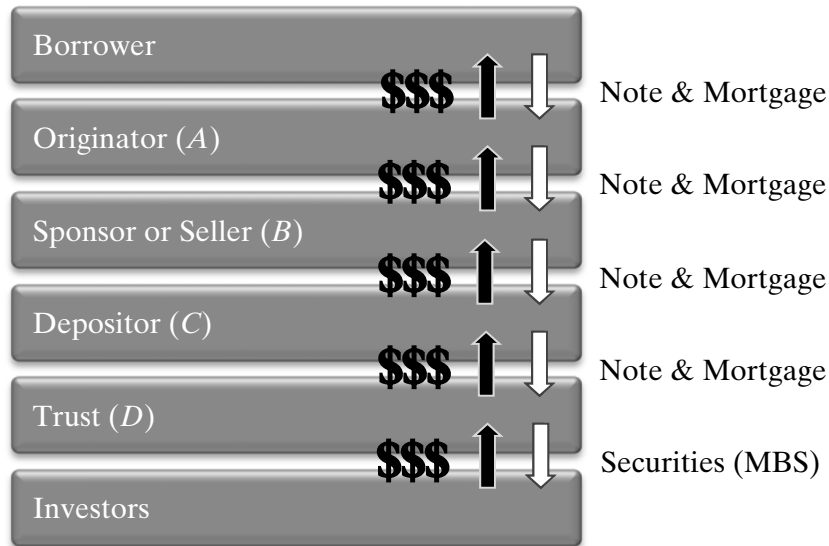 Borrower
$$$
Note & Mortgage
Originator (A)
$$$
Note & Mortgage
Sponsor or Seller (B)
$$$
Note & Mortgage
Depositor (C)
$$$
Note & Mortgage
Trust (D)
$$$
Securities (MBS)
Investors